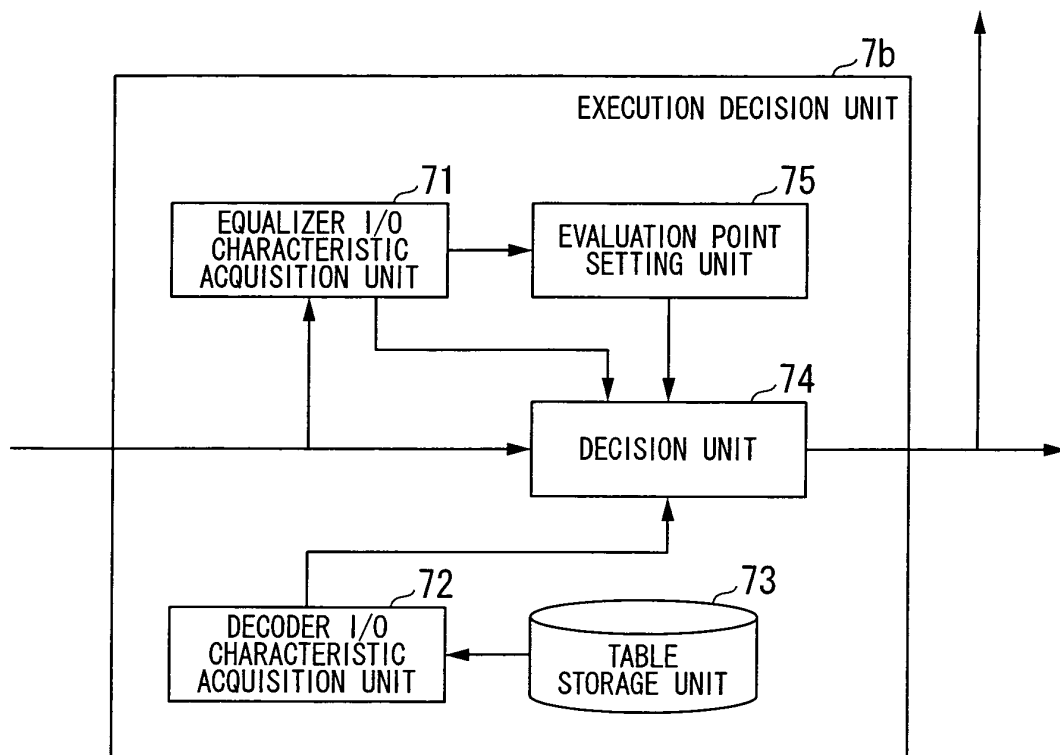 7b
EXECUTION DECISION UNIT
71
EQUALIZER I/O
CHARACTERISTIC
ACQUISITION UNIT
75
EVALUATION POINT
SETTING UNIT
74
DECISION UNIT
72
DECODER I/O
CHARACTERISTIC
ACQUISITION UNIT
73
TABLE
STORAGE UNIT